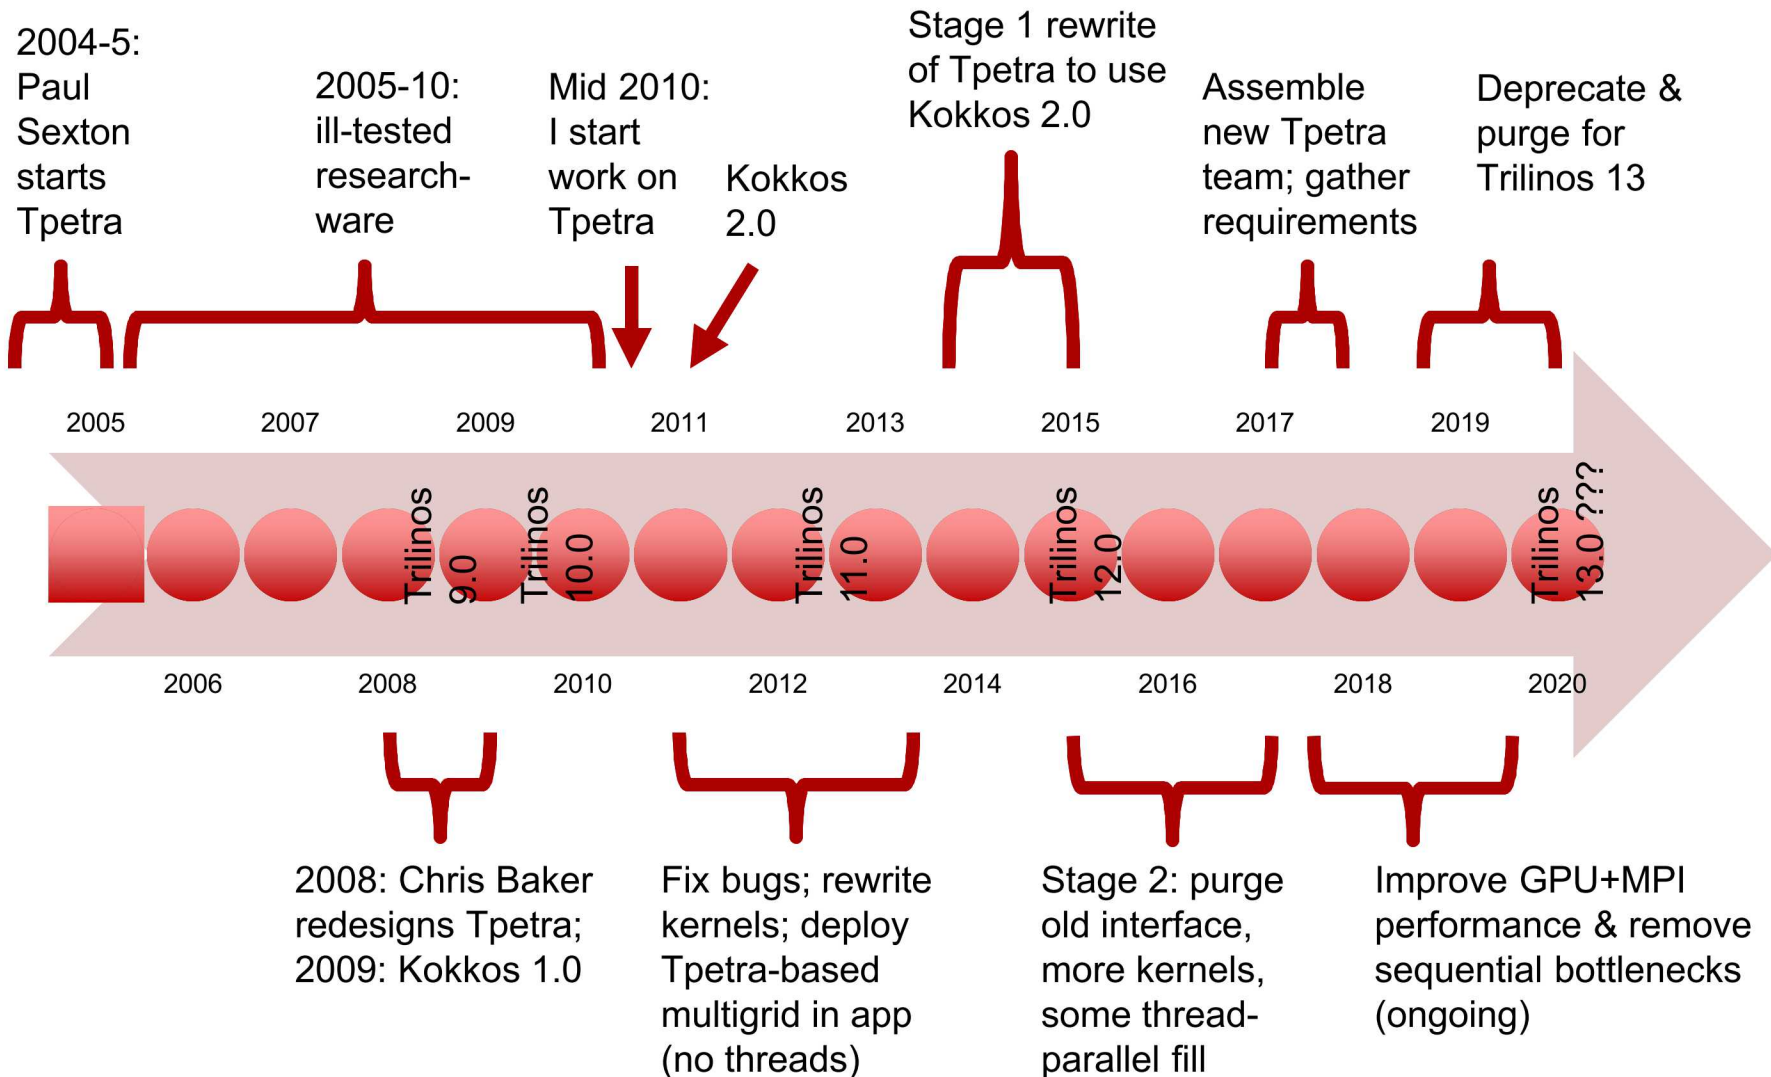 2004-5:
Paul
Sexton
starts
Tpetra
2005-10:
ill-tested
research-
ware
Mid 2010:
I start
work on
Tpetra
Kokkos
2.0
Stage 1 rewrite
of Tpetra to use
Kokkos 2.0
Assemble
new Tpetra
team; gather
requirements
Deprecate &
purge for
Trilinos 13
2005
2007
2009
2011
2013
2015
2017
2019
Trilinos
9.0
Trilinos
10.0
Trilinos
11.0
Trilinos
12.0
Trilinos
13.0 ???
2006
2008
2010
2012
2014
2016
2018
2020
2008: Chris Baker
redesigns Tpetra;
2009: Kokkos 1.0
Fix bugs; rewrite
kernels; deploy
Tpetra-based
multigrid in app
(no threads)
Stage 2: purge
old interface,
more kernels,
some thread-
parallel fill
Improve GPU+MPI
performance & remove
sequential bottlenecks
(ongoing)